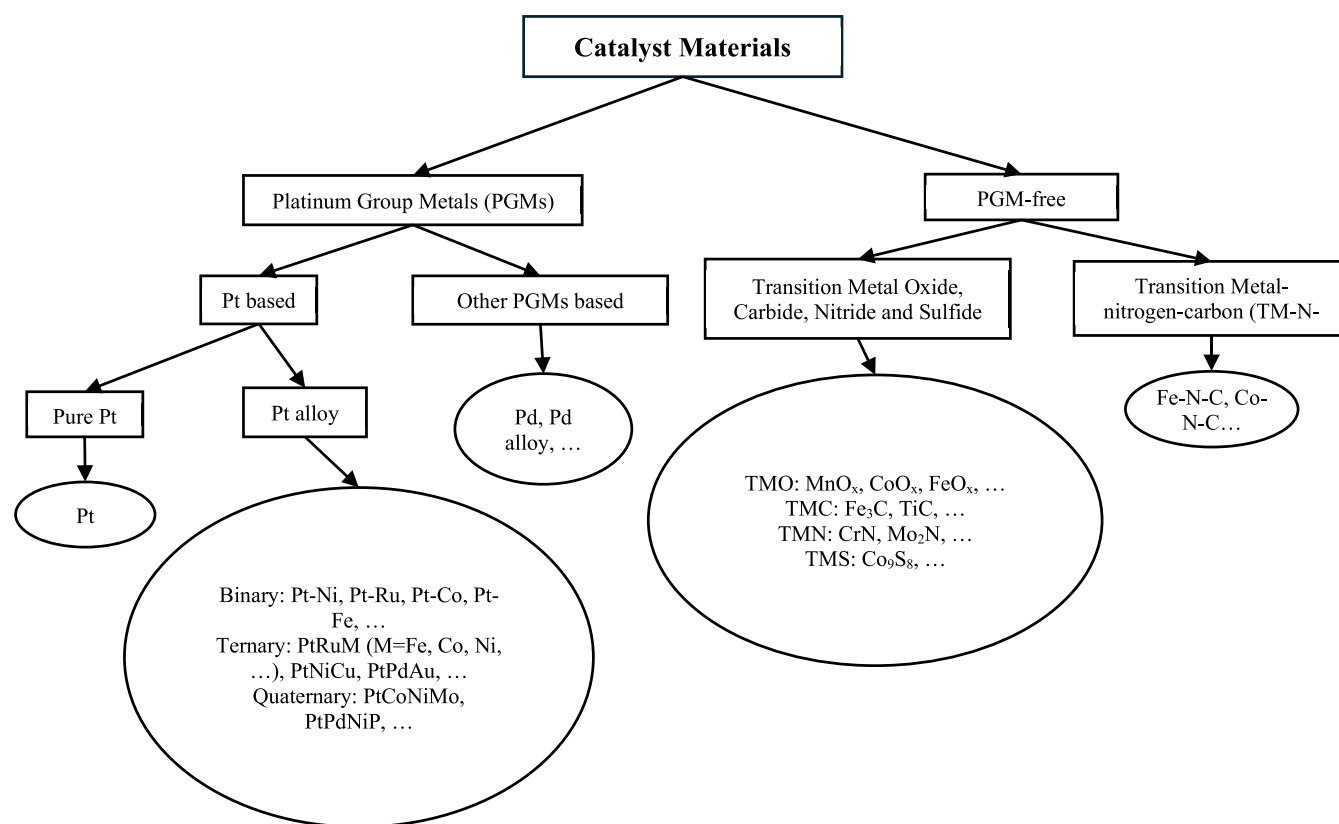 Catalyst Materials
Platinum Group Metals (PGMs)
PGM-free
Pt based
Other PGMs based
Transition Metal Oxide,
Carbide, Nitride and Sulfide
Transition Metal-
nitrogen-carbon (TM-N-
Pure Pt
Pt alloy
Pd, Pd
alloy, …
Fe-N-C, Co-
N-C…
Pt
TMO: MnOₓ, CoOₓ, FeOₓ, …
TMC: Fe₃C, TiC, …
TMN: CrN, Mo₂N, …
TMS: Co₉S₈, …
Binary: Pt-Ni, Pt-Ru, Pt-Co, Pt-
Fe, …
Ternary: PtRuM (M=Fe, Co, Ni,
…), PtNiCu, PtPdAu, …
Quaternary: PtCoNiMo,
PtPdNiP, …